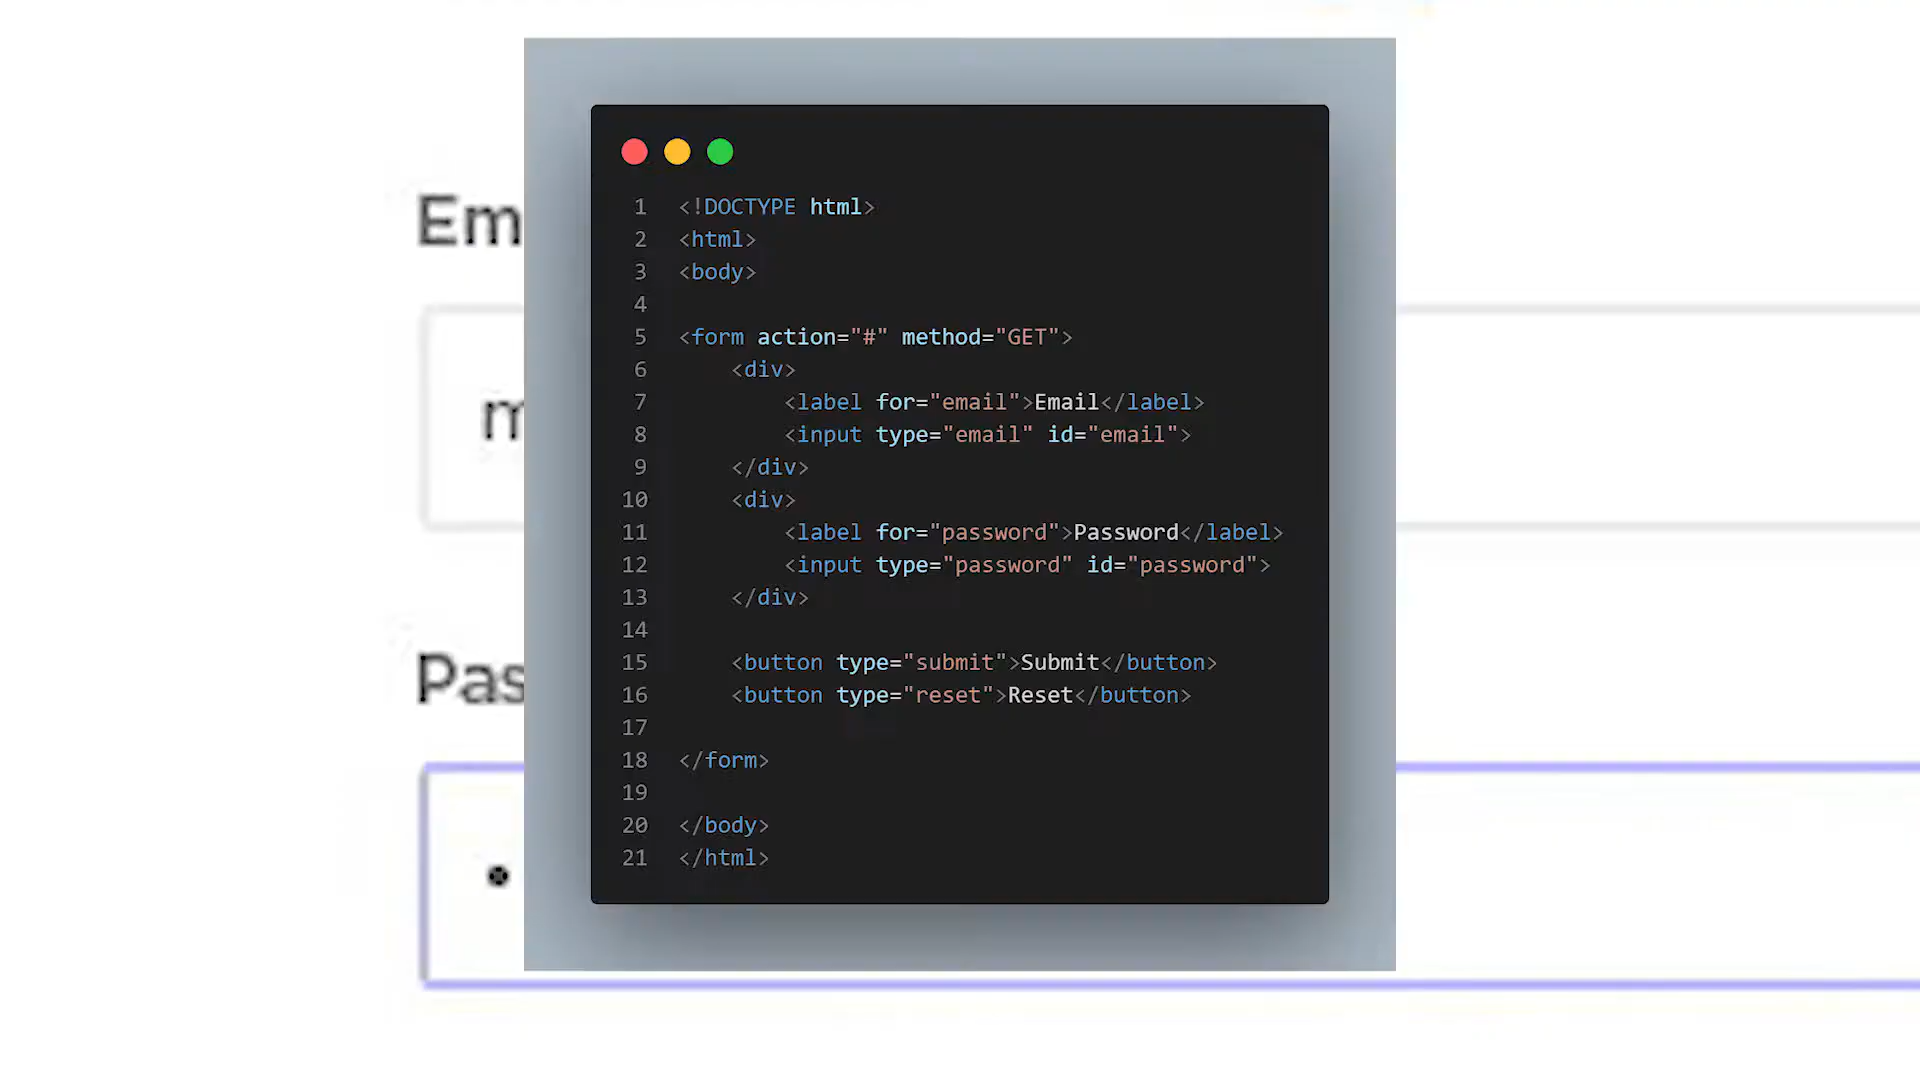 Em
m
Pas
1 <!DOCTYPE html>
2 <html>
3 <body>
4
5 <form action="#" method="GET">
6     <div>
7         <label for="email">Email</label>
8         <input type="email" id="email">
9     </div>
10     <div>
11         <label for="password">Password</label>
12         <input type="password" id="password">
13     </div>
14
15     <button type="submit">Submit</button>
16     <button type="reset">Reset</button>
17
18 </form>
19
20 </body>
21 </html>